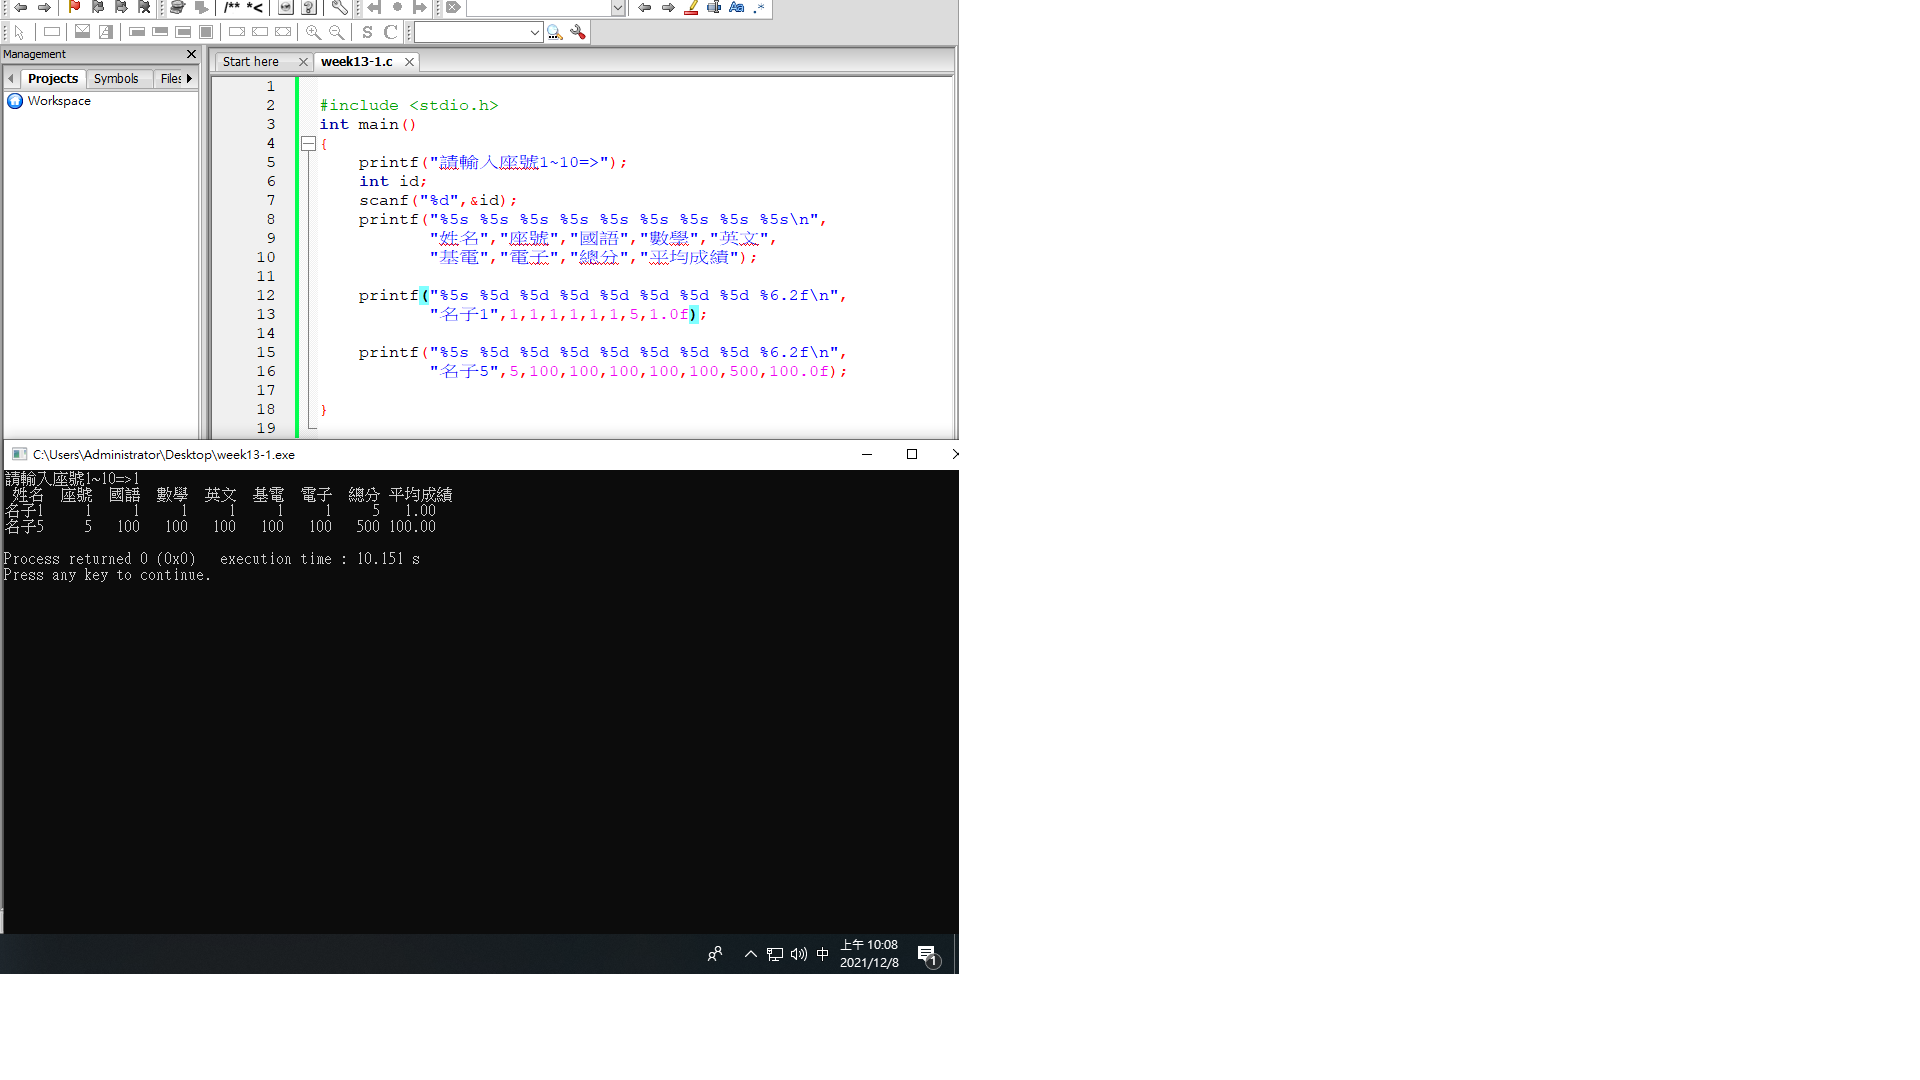 /** *<
Aa .*
S C
Management
Start here week13-1.c
Projects Symbols Files
Workspace
1
2 #include <stdio.h>
3 int main()
4 {
5 printf("請輸入座號1~10=>");
6 int id;
7 scanf("%d",&id);
8 printf("%5s %5s %5s %5s %5s %5s %5s %5s %5s\n",
9 "姓名","座號","國語","數學","英文",
10 "基電","電子","總分","平均成績");
11
12 printf("%5s %5d %5d %5d %5d %5d %5d %5d %6.2f\n",
13 "名子1",1,1,1,1,1,1,5,1.0f);
14
15 printf("%5s %5d %5d %5d %5d %5d %5d %5d %6.2f\n",
16 "名子5",5,100,100,100,100,100,500,100.0f);
17
18 }
19
C:\Users\Administrator\Desktop\week13-1.exe
請輸入座號1~10=>1
姓名 座號 國語 數學 英文 基電 電子 總分 平均成績
名子1 1 1 1 1 1 1 5 1.00
名子5 5 100 100 100 100 100 500 100.00
Process returned 0 (0x0) execution time : 10.151 s
Press any key to continue.
中
上午 10:08
2021/12/8
1